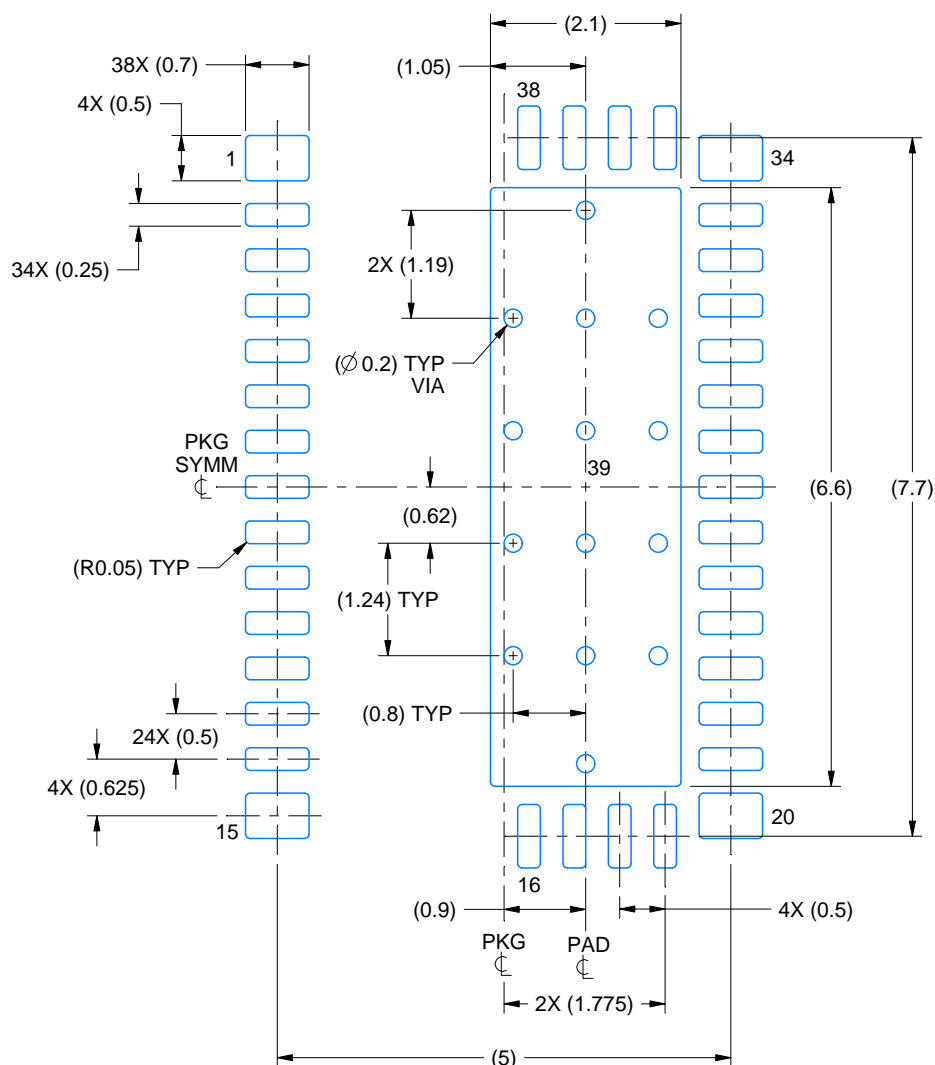 (2.1)
38X (0.7)
(1.05)
4X (0.5)
38
1
34
2X (1.19)
34X (0.25)
(∅ 0.2) TYP
VIA
PKG
SYMM
℄
39
(6.6)
(7.7)
(0.62)
(R0.05) TYP
(1.24) TYP
(0.8) TYP
24X (0.5)
4X (0.625)
15
20
16
(0.9)
4X (0.5)
PKG
℄
PAD
℄
2X (1.775)
(5)